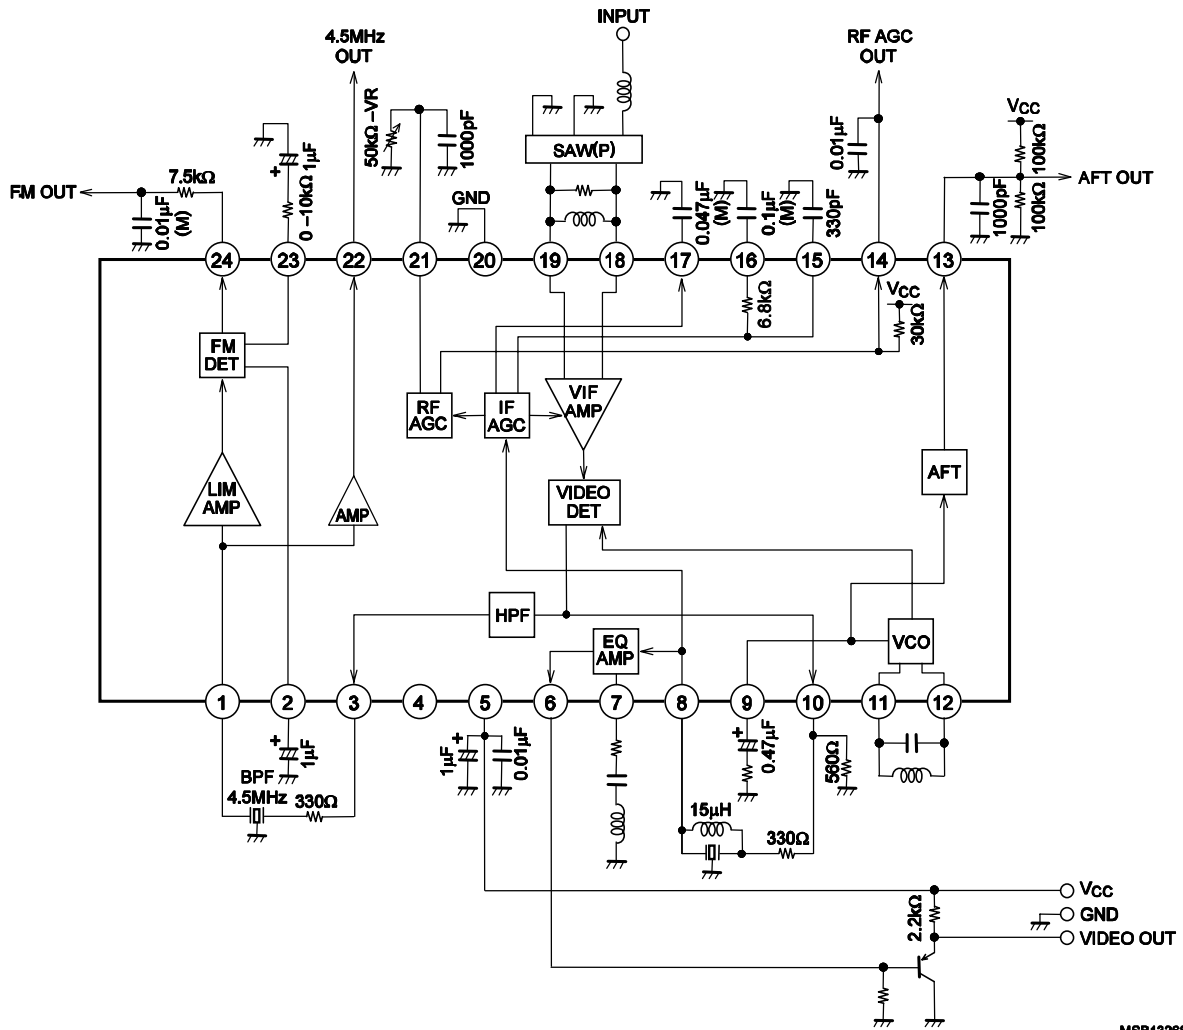 INPUT
4.5MHz
OUT
RF AGC
OUT
50kΩ–VR
1000pF
SAW(P)
0.01μF
VCC
100kΩ
1μF
+
7.5kΩ
FM OUT
0.01μF
(M)
0–10kΩ
GND
0.047μF
(M)
0.1μF
(M)
330pF
1000pF
100kΩ
AFT OUT
24
23
22
21
20
19
18
17
16
15
14
13
6.8kΩ
VCC
30kΩ
FM
DET
RF
AGC
IF
AGC
VIF
AMP
AFT
LIM
AMP
AMP
VIDEO
DET
HPF
EQ
AMP
VCO
1
2
3
4
5
6
7
8
9
10
11
12
+
1μF
+
1μF
0.01μF
+
0.47μF
560Ω
BPF
4.5MHz
330Ω
15μH
330Ω
VCC
2.2kΩ
GND
VIDEO OUT